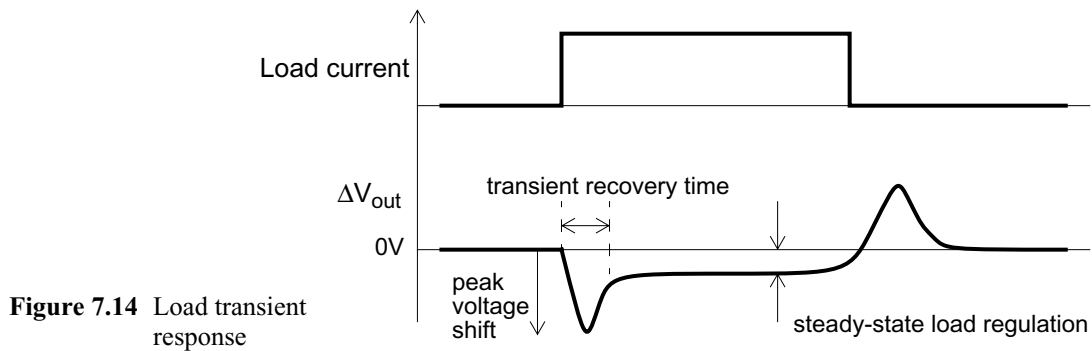 Load current
transient recovery time
ΔVout
0V
peak
voltage
shift
steady-state load regulation
Figure 7.14 Load transient
response